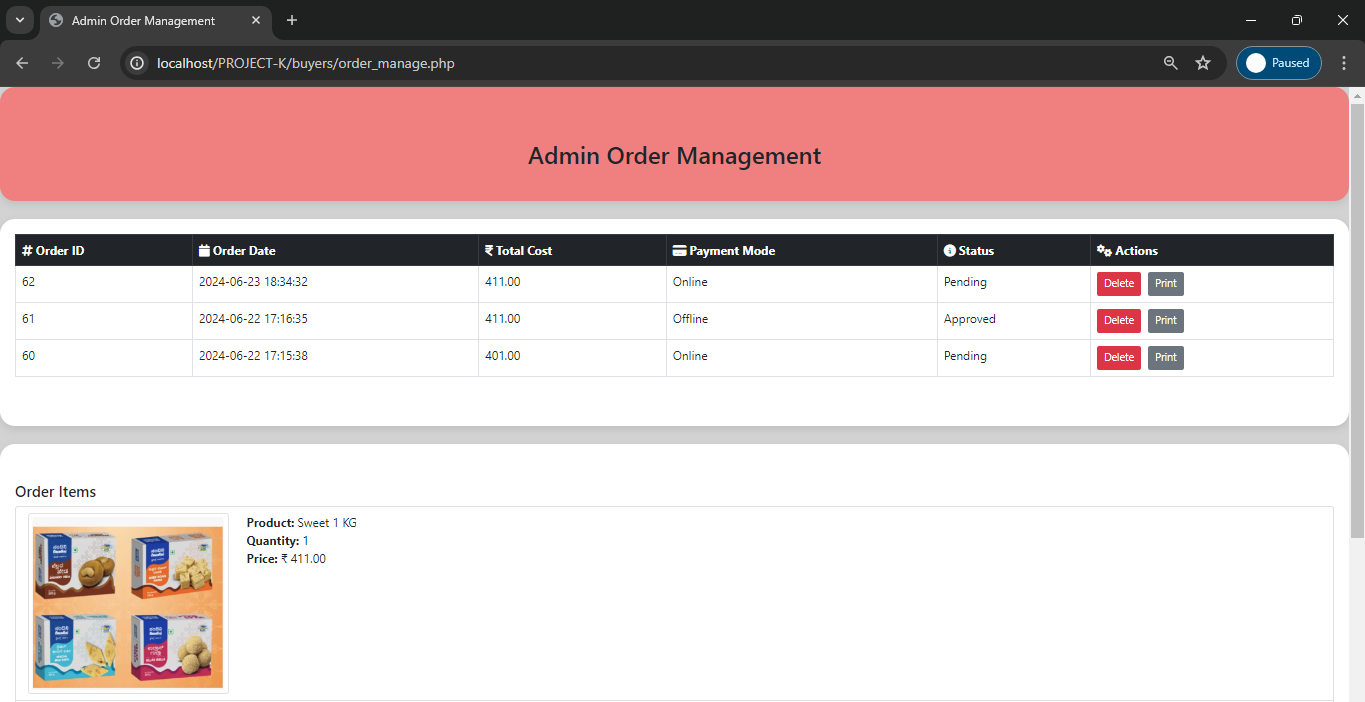 Admin Order Management
localhost/PROJECT-K/buyers/order_manage.php
Paused
Admin Order Management
Order ID Order Date ₹ Total Cost Payment Mode Status Actions
62 2024-06-23 18:34:32 411.00 Online Pending Delete Print
61 2024-06-22 17:16:35 411.00 Offline Approved Delete Print
60 2024-06-22 17:15:38 401.00 Online Pending Delete Print
Order Items
Product: Sweet 1 KG
Quantity: 1
Price: ₹ 411.00